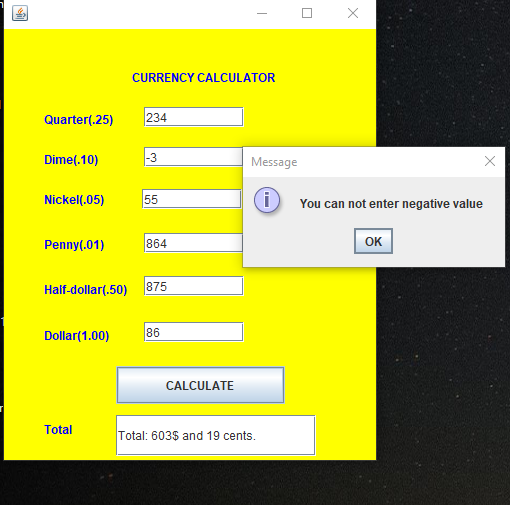 CURRENCY CALCULATOR
Quarter(.25) 234
Dime(.10) -3
Message
Nickel(.05) 55
You can not enter negative value
OK
Penny(.01) 864
Half-dollar(.50) 875
Dollar(1.00) 86
CALCULATE
Total Total: 603$ and 19 cents.